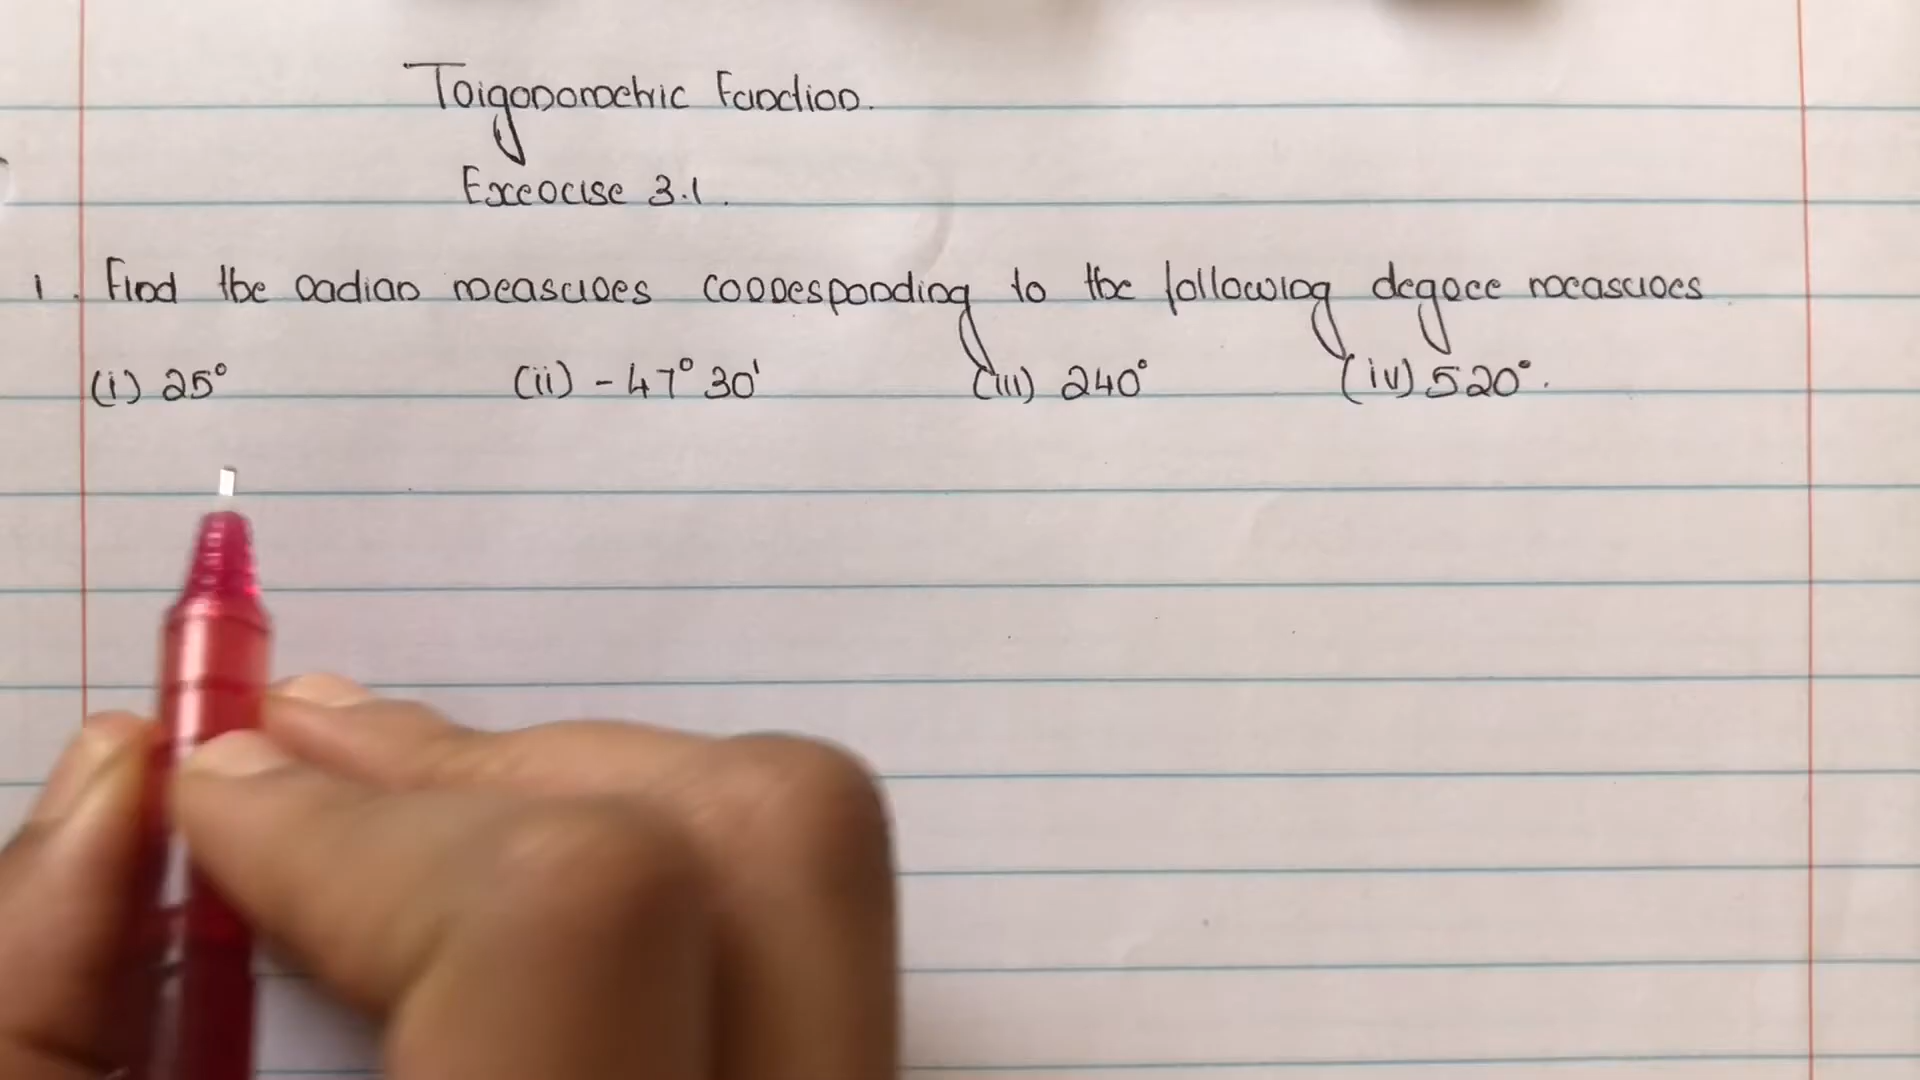 Trigonometric Function.
Exercise 3.1.
1. Find the radian measures corresponding to the following degree measures
(i) 25° (ii) -47° 30' (iii) 240° (iv) 520°.